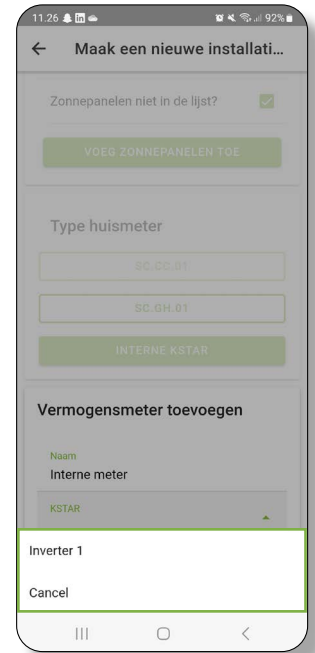 11.26 92%
Maak een nieuwe installati...
Zonnepanelen niet in de lijst?
VOEG ZONNEPANELEN TOE
Type huismeter
SC.CC.01
SC.GH.01
INTERNE KSTAR
Vermogensmeter toevoegen
Naam
Interne meter
KSTAR
Inverter 1
Cancel